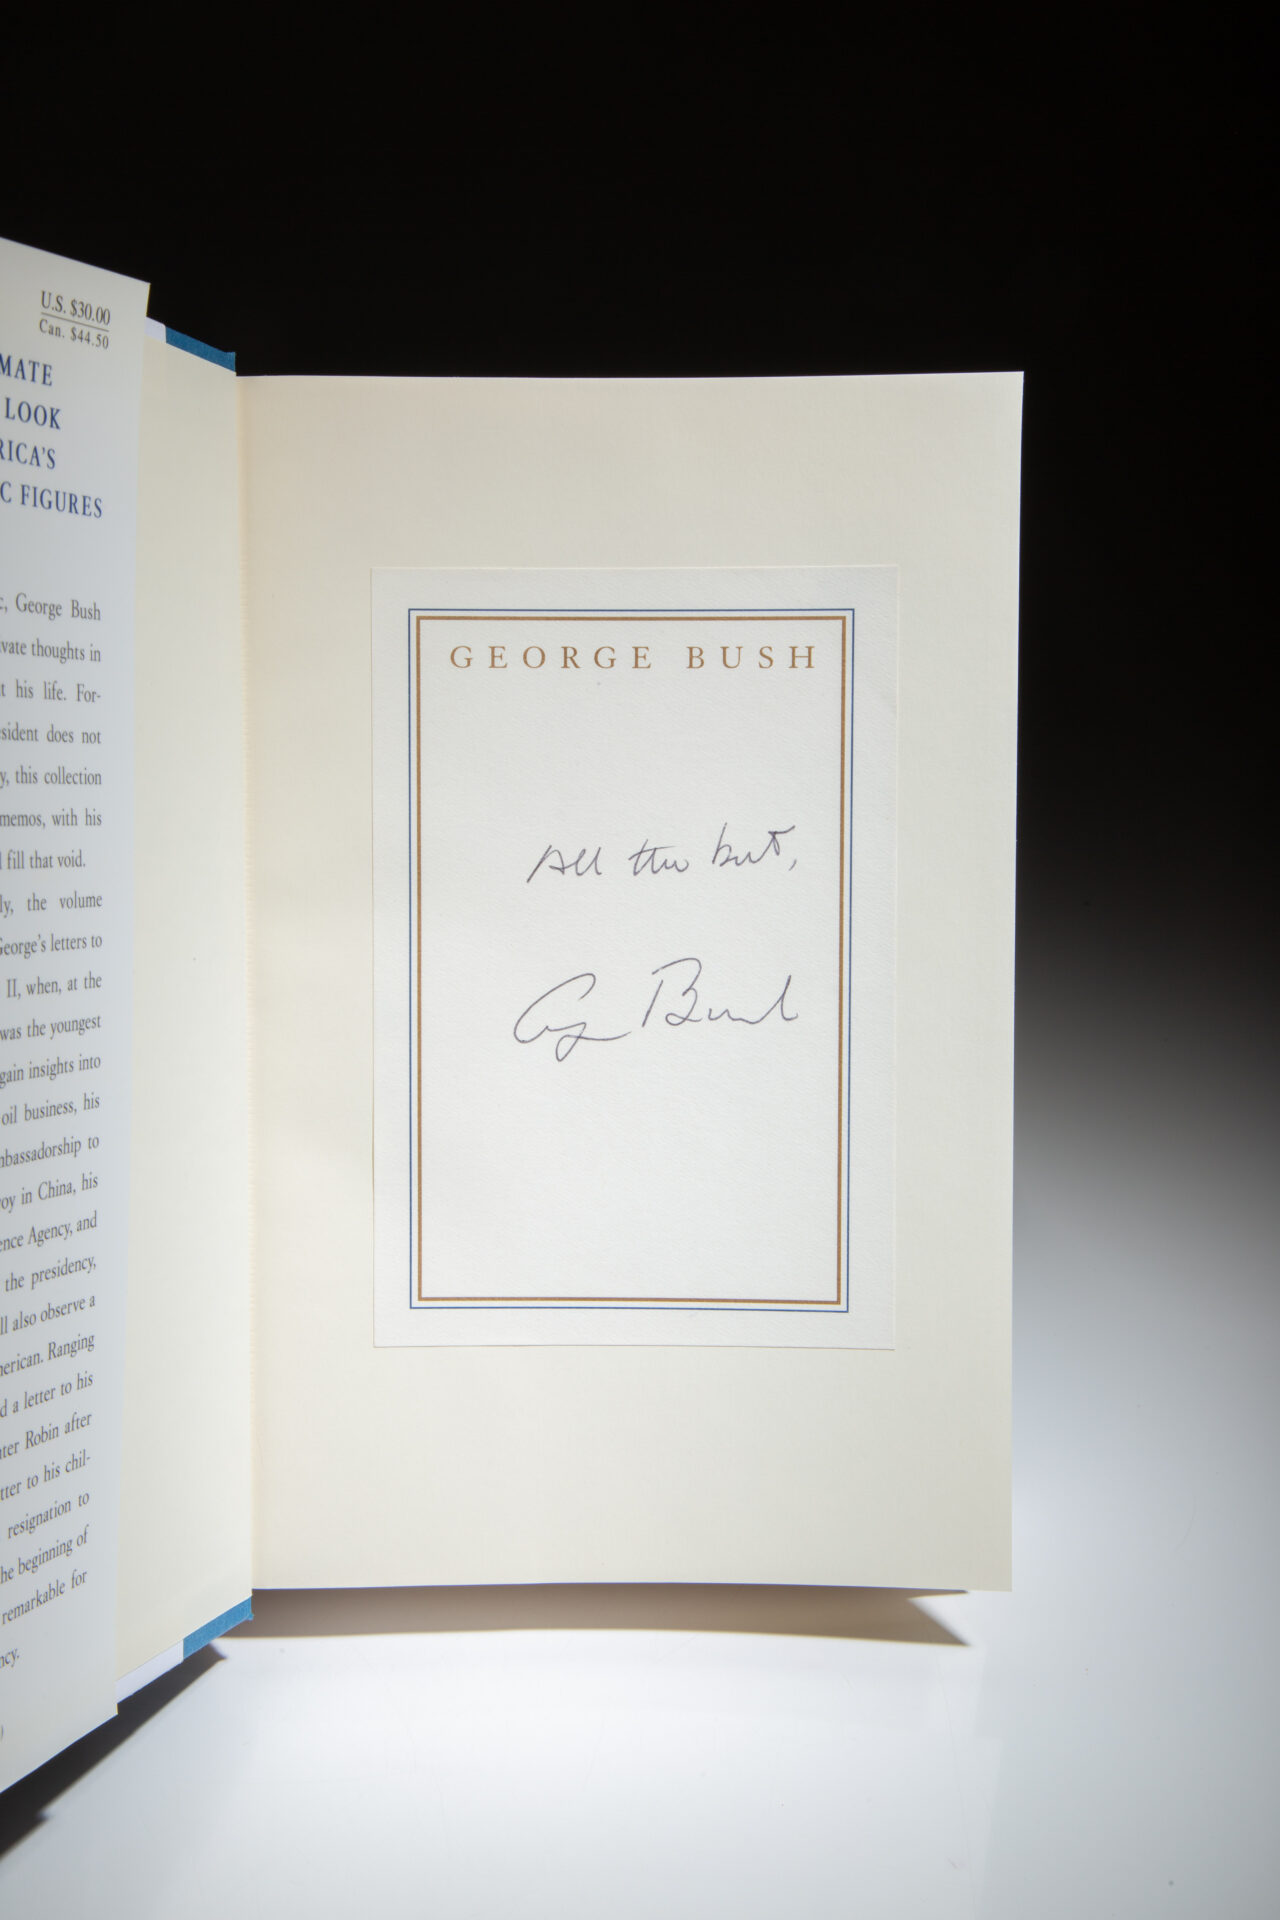 U.S. $30.00
Can. $44.50
MATE
LOOK
RICA'S
C FIGURES
, George Bush
vate thoughts in
t his life. For-
sident does not
y, this collection
memos, with his
fill that void.
ly, the volume
George's letters to
II, when, at the
was the youngest
gain insights into
oil business, his
mbassadorship to
oy in China, his
ence Agency, and
the presidency,
ll also observe a
merican. Ranging
d a letter to his
ter Robin after
tter to his chil-
resignation to
he beginning of
remarkable for
ncy.
)
GEORGE BUSH
All the best,
George Bush